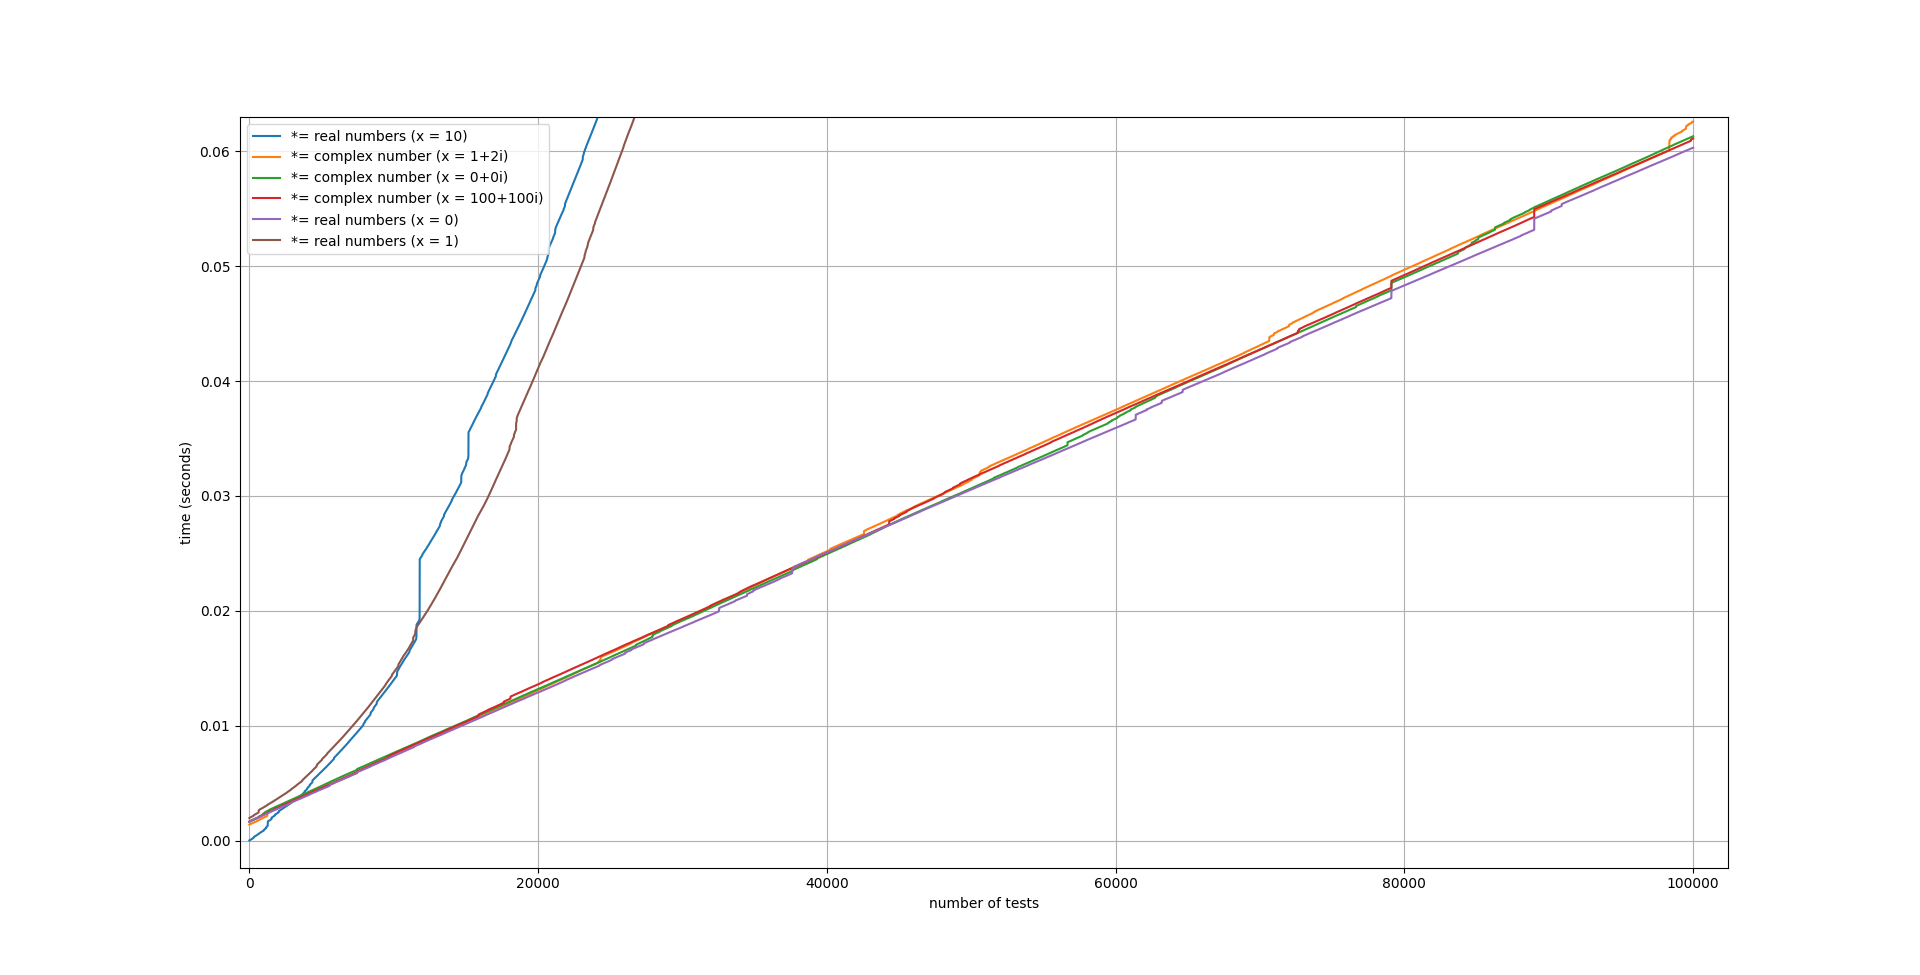 *= real numbers (x = 10)
*= complex number (x = 1+2i)
*= complex number (x = 0+0i)
*= complex number (x = 100+100i)
*= real numbers (x = 0)
*= real numbers (x = 1)
0.06
0.05
0.04
0.03
0.02
0.01
0.00
time (seconds)
0 20000 40000 60000 80000 100000
number of tests